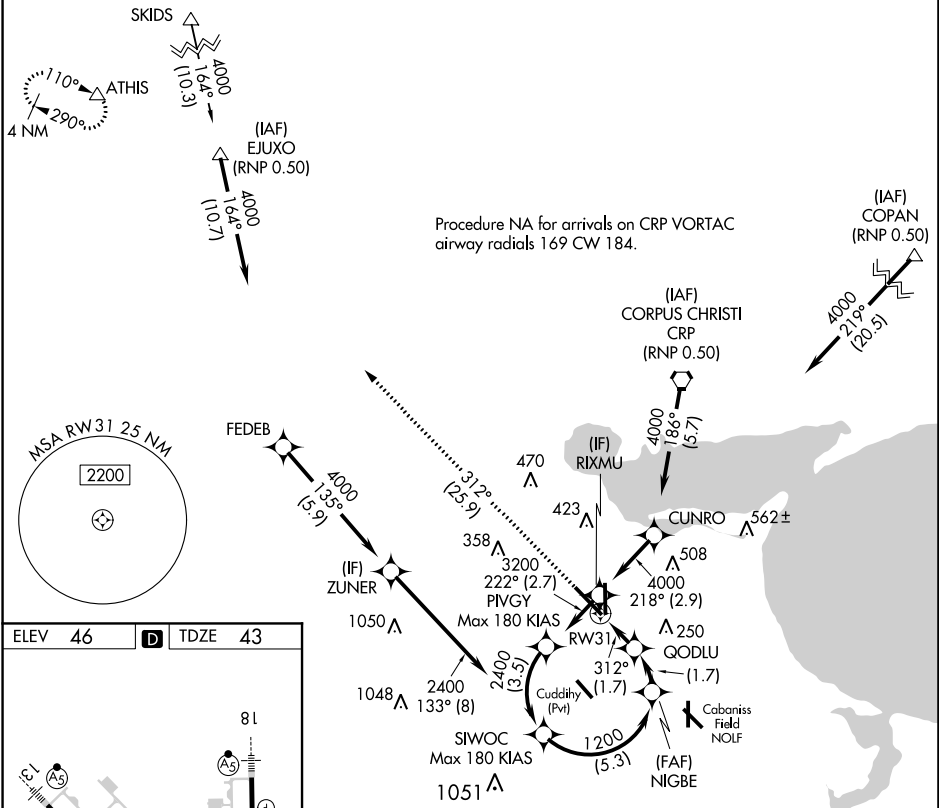 SKIDS
4000
164°
(10.3)
110°
ATHIS
290°
4 NM
(IAF)
EJUXO
(RNP 0.50)
4000
164°
(10.7)
Procedure NA for arrivals on CRP VORTAC
airway radials 169 CW 184.
(IAF)
COPAN
(RNP 0.50)
4000
219°
(20.5)
(IAF)
CORPUS CHRISTI
CRP
(RNP 0.50)
4000
186°
(5.7)
MSA RW31 25 NM
2200
FEDEB
4000
135°
(5.9)
312°
(25.9)
470
(IF)
RIXMU
423
CUNRO
562±
358
508
3200
222° (2.7)
4000
218° (2.9)
(IF)
ZUNER
PIVGY
Max 180 KIAS
1050
RW31
250
QODLU
312°
(1.7)
(1.7)
2400
(3.5)
1048
2400
133° (8)
Cuddihy
(Pvt)
Cabaniss
Field
NOLF
SIWOC
Max 180 KIAS
1200
(5.3)
(FAF)
NIGBE
1051
ELEV 46
D
TDZE 43
18
13
A5
A5